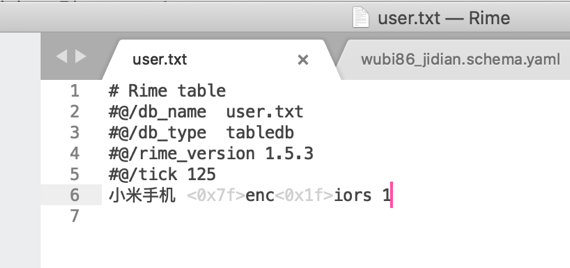 user.txt — Rime
user.txt
wubi86_jidian.schema.yaml
1 # Rime table
2 #@/db_name user.txt
3 #@/db_type tabledb
4 #@/rime_version 1.5.3
5 #@/tick 125
6 小米手机 <0x7f>enc<0x1f>iors 1
7